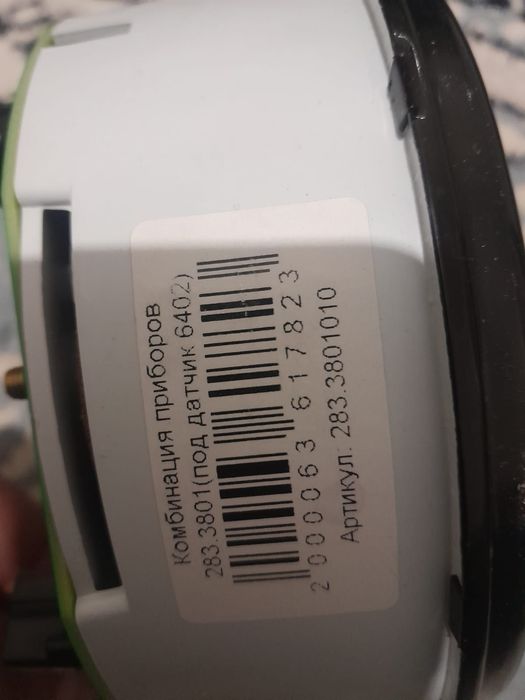 Комбинация приборов
283.3801(под датчик 6402)
2 000063 617823
Артикул: 283.3801010